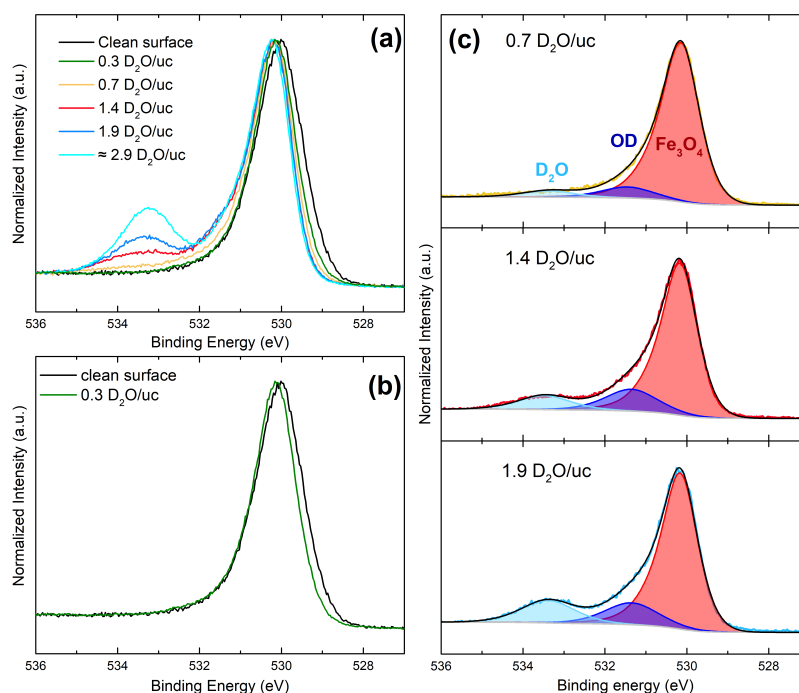 (a)
Clean surface
0.3 D₂O/uc
0.7 D₂O/uc
1.4 D₂O/uc
1.9 D₂O/uc
≈ 2.9 D₂O/uc
Normalized Intensity (a.u.)
536 534 532 530 528
Binding Energy (eV)
(b)
clean surface
0.3 D₂O/uc
Normalized Intensity (a.u.)
536 534 532 530 528
Binding Energy (eV)
(c)
0.7 D₂O/uc
D₂O
OD
Fe₃O₄
1.4 D₂O/uc
1.9 D₂O/uc
Normalized Intensity (a.u.)
536 534 532 530 528
Binding energy (eV)